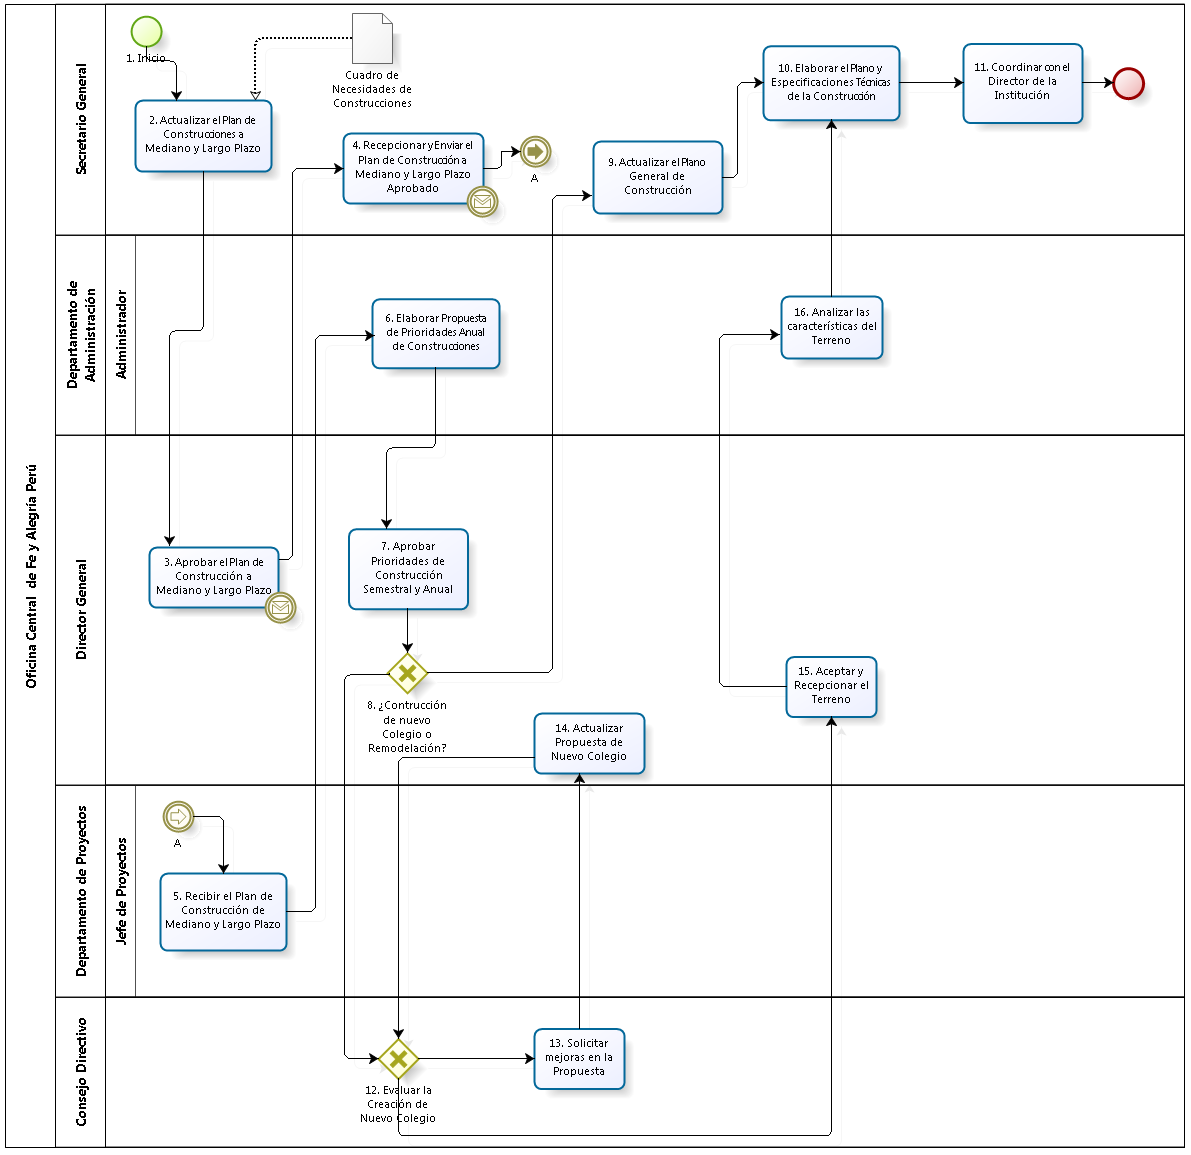 Oficina Central de Fe y Alegría Perú
Secretario General
1. Inicio
Cuadro de
Necesidades de
Construcciones
2. Actualizar el Plan de
Construcciones a
Mediano y Largo Plazo
4. Recepcionar y Enviar el
Plan de Construcción a
Mediano y Largo Plazo
Aprobado
A
9. Actualizar el Plano
General de
Construcción
10. Elaborar el Plano y
Especificaciones Técnicas
de la Construcción
11. Coordinar con el
Director de la
Institución
Departamento de
Administración
Administrador
6. Elaborar Propuesta
de Prioridades Anual
de Construcciones
16. Analizar las
características del
Terreno
Director General
3. Aprobar el Plan de
Construcción a
Mediano y Largo Plazo
7. Aprobar
Prioridades de
Construcción
Semestral y Anual
8. ¿Contrucción
de nuevo
Colegio o
Remodelación?
14. Actualizar
Propuesta de
Nuevo Colegio
15. Aceptar y
Recepcionar el
Terreno
Departamento de Proyectos
Jefe de Proyectos
A
5. Recibir el Plan de
Construcción de
Mediano y Largo Plazo
Consejo Directivo
12. Evaluar la
Creación de
Nuevo Colegio
13. Solicitar
mejoras en la
Propuesta